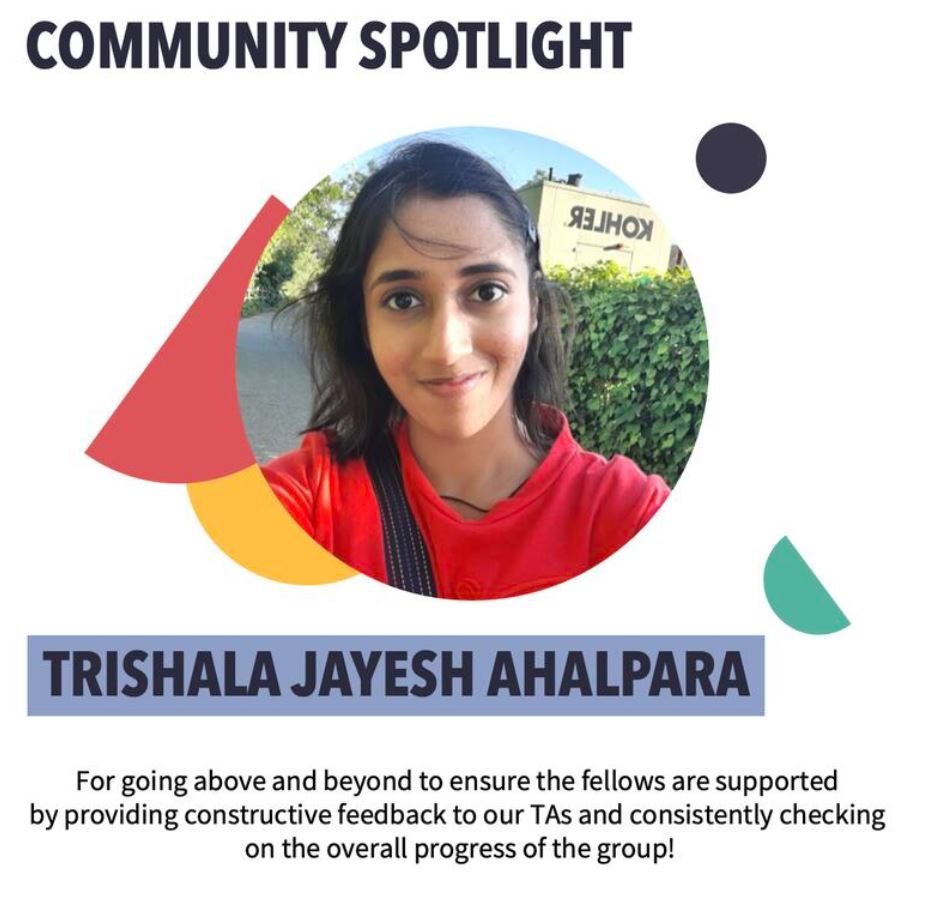 COMMUNITY SPOTLIGHT
KOHLER
TRISHALA JAYESH AHALPARA
For going above and beyond to ensure the fellows are supported
by providing constructive feedback to our TAs and consistently checking
on the overall progress of the group!